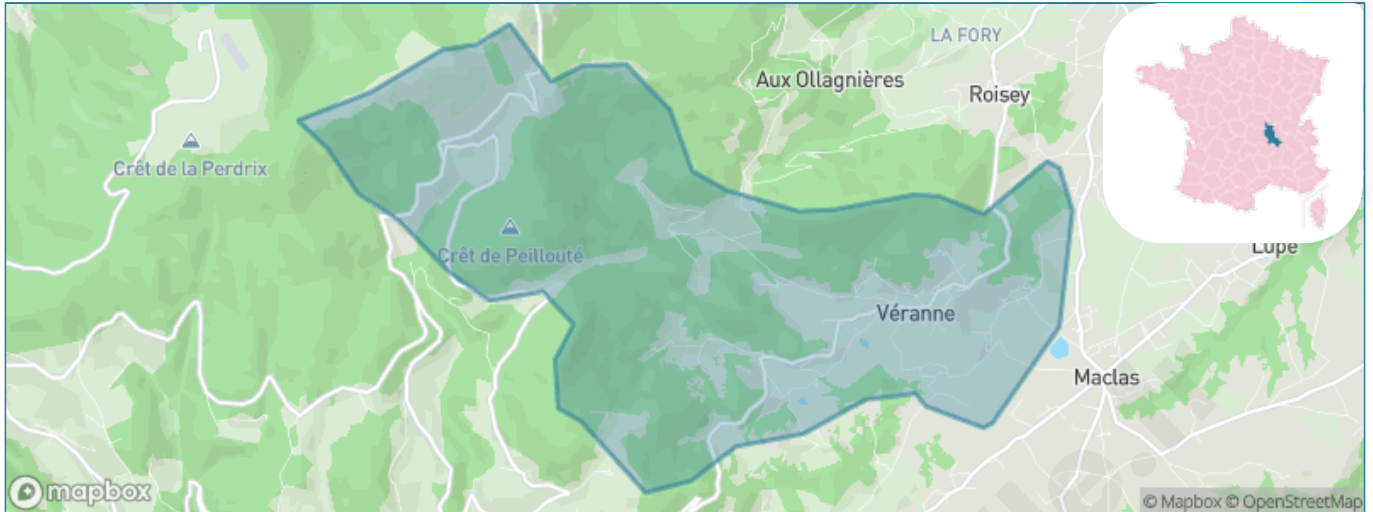 LA FORY
Aux Ollagnières
Roisey
Crêt de la Perdrix
Crêt de Peillouté
Lupé
Véranne
Maclas
mapbox
© Mapbox © OpenStreetMap